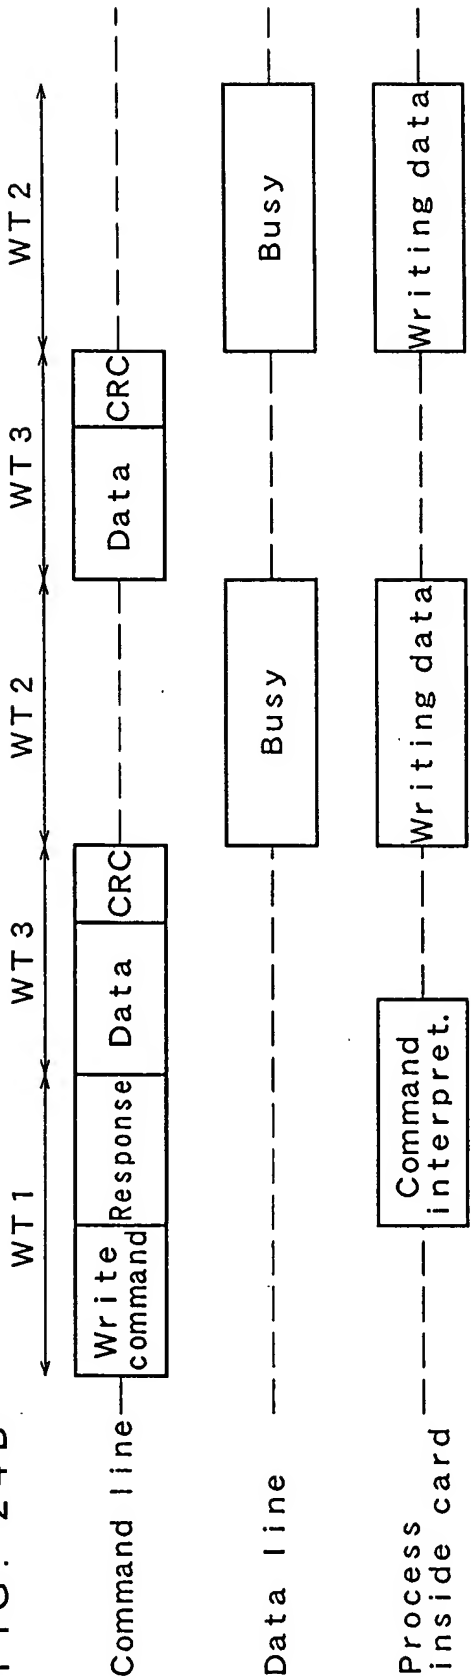 FIG. 24B
WT1
WT3
WT2
WT3
WT2
Command line
Write
command
Response
Data
CRC
Data
CRC
Data line
Busy
Busy
Process
inside card
Command
interpret.
Writing data
Writing data